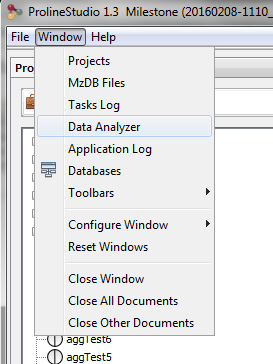 ProlineStudio 1.3 Milestone (20160208-1110_
File Window Help
Pro
Projects
MzDB Files
Tasks Log
Data Analyzer
Application Log
Databases
Toolbars
Configure Window
Reset Windows
Close Window
Close All Documents
Close Other Documents
aggTest6
aggTest5